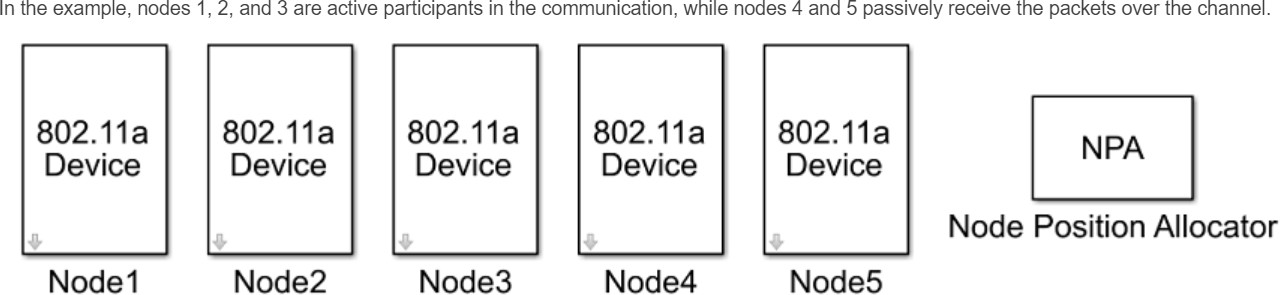 In the example, nodes 1, 2, and 3 are active participants in the communication, while nodes 4 and 5 passively receive the packets over the channel.
802.11a
Device
Node1
802.11a
Device
Node2
802.11a
Device
Node3
802.11a
Device
Node4
802.11a
Device
Node5
NPA
Node Position Allocator